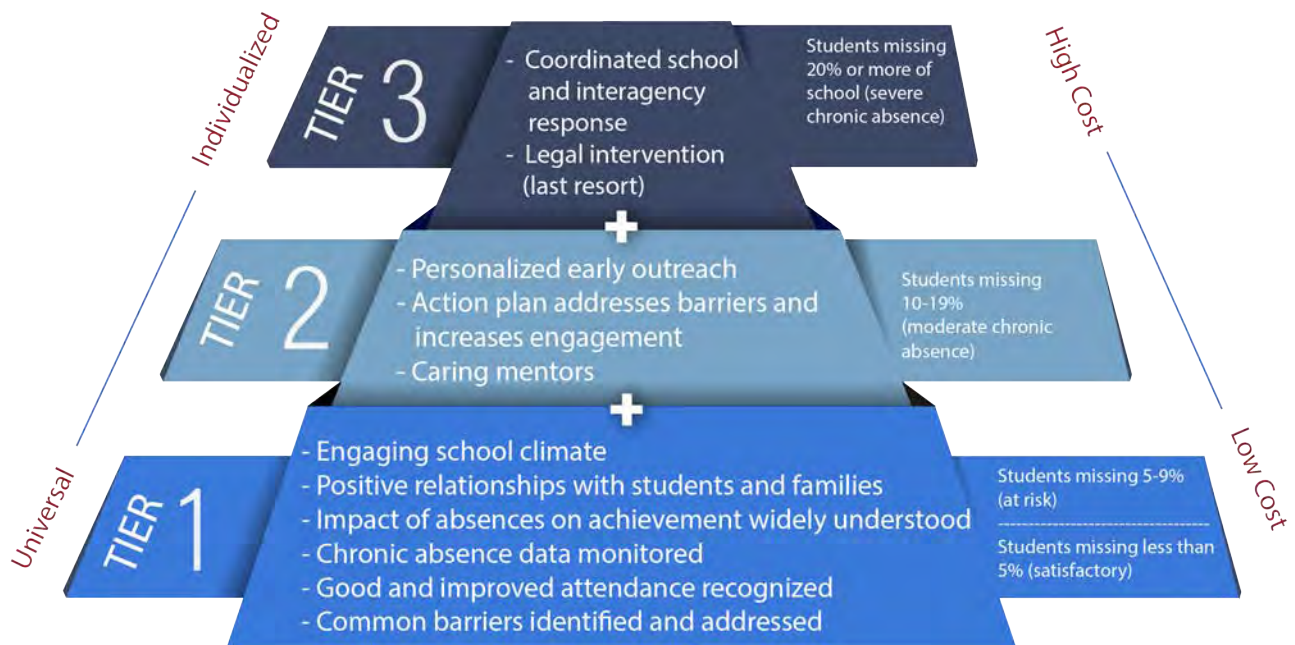 Individualized
High Cost
TIER 3
- Coordinated school
and interagency
response
- Legal intervention
(last resort)
Students missing
20% or more of
school (severe
chronic absence)
+
TIER 2
- Personalized early outreach
- Action plan addresses barriers and
increases engagement
- Caring mentors
Students missing
10-19%
(moderate chronic
absence)
+
Universal
Low Cost
TIER 1
- Engaging school climate
- Positive relationships with students and families
- Impact of absences on achievement widely understood
- Chronic absence data monitored
- Good and improved attendance recognized
- Common barriers identified and addressed
Students missing 5-9%
(at risk)
-----------------------------------
Students missing less than
5% (satisfactory)